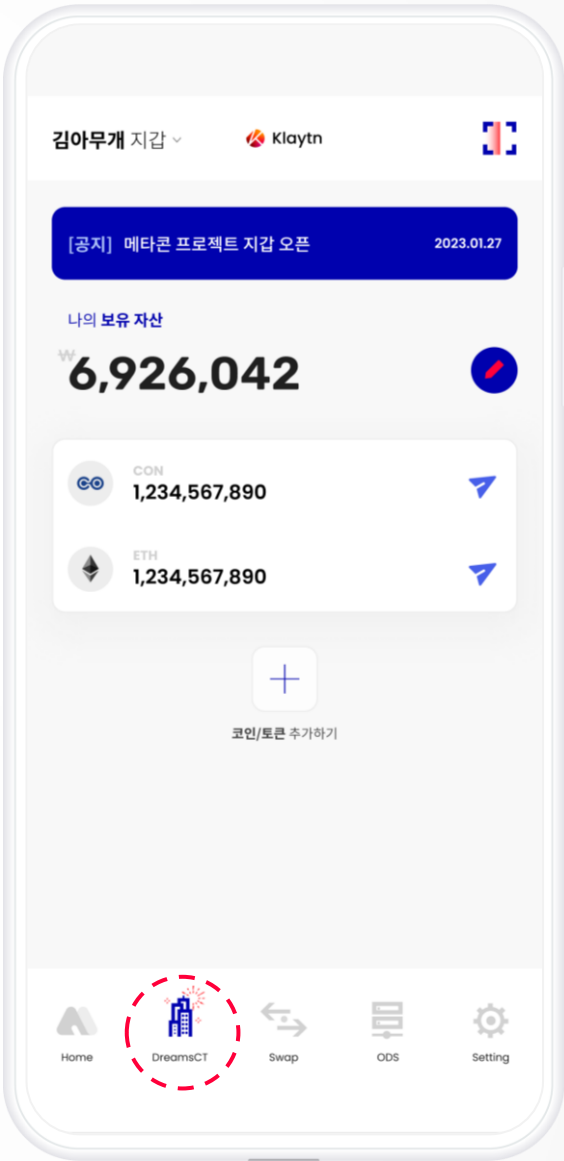 김아무개 지갑
Klaytn
[공지] 메타콘 프로젝트 지갑 오픈 2023.01.27
나의 보유 자산
₩6,926,042
CON
1,234,567,890
ETH
1,234,567,890
코인/토큰 추가하기
Home DreamsCT Swap ODS Setting